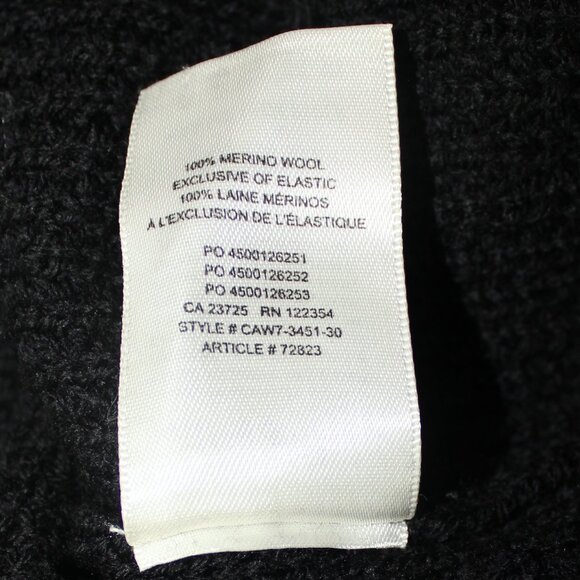 100% MERINO WOOL
EXCLUSIVE OF ELASTIC
100% LAINE MÉRINOS
À L'EXCLUSION DE L'ÉLASTIQUE
PO 4500126251
PO 4500126252
PO 4500126253
CA 23725 RN 122354
STYLE # CAW7-3451-30
ARTICLE # 72823